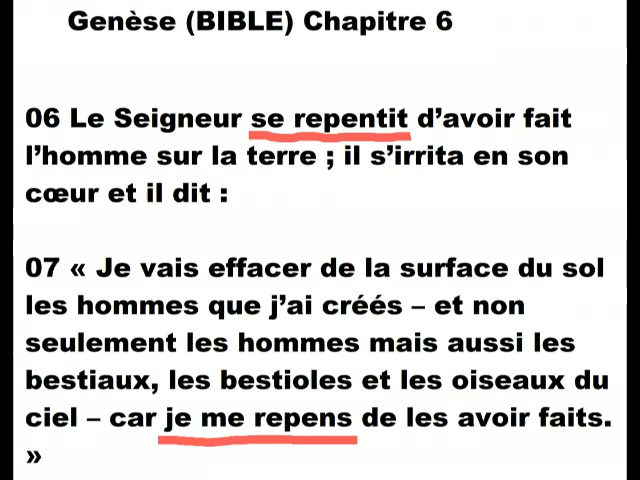 Genèse (BIBLE) Chapitre 6
06 Le Seigneur se repentit d’avoir fait
l’homme sur la terre ; il s’irrita en son
cœur et il dit :
07 « Je vais effacer de la surface du sol
les hommes que j’ai créés – et non
seulement les hommes mais aussi les
bestiaux, les bestioles et les oiseaux du
ciel – car je me repens de les avoir faits.
»